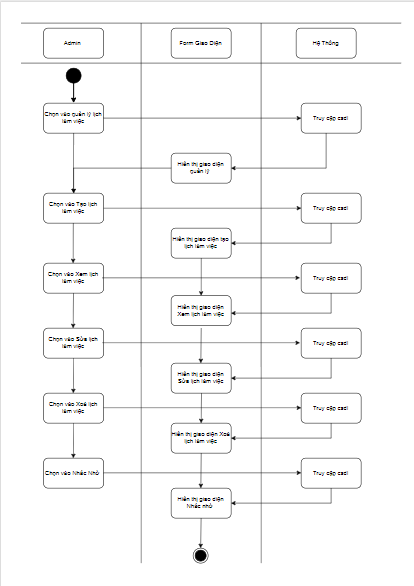 Admin
Form Giao Diện
Hệ Thống
Chọn vào quản lý lịch
làm việc
Truy cập csdl
Hiển thị giao diện
quản lý
Chọn vào Tạo lịch
làm việc
Truy cập csdl
Hiển thị giao diện tạo
lịch làm việc
Chọn vào Xem lịch
làm việc
Truy cập csdl
Hiển thị giao diện
Xem lịch làm việc
Chọn vào Sửa lịch
làm việc
Truy cập csdl
Hiển thị giao diện
Sửa lịch làm việc
Chọn vào Xoá lịch
làm việc
Truy cập csdl
Hiển thị giao diện Xoá
lịch làm việc
Chọn vào Nhắc Nhở
Truy cập csdl
Hiển thị giao diện
Nhắc nhở